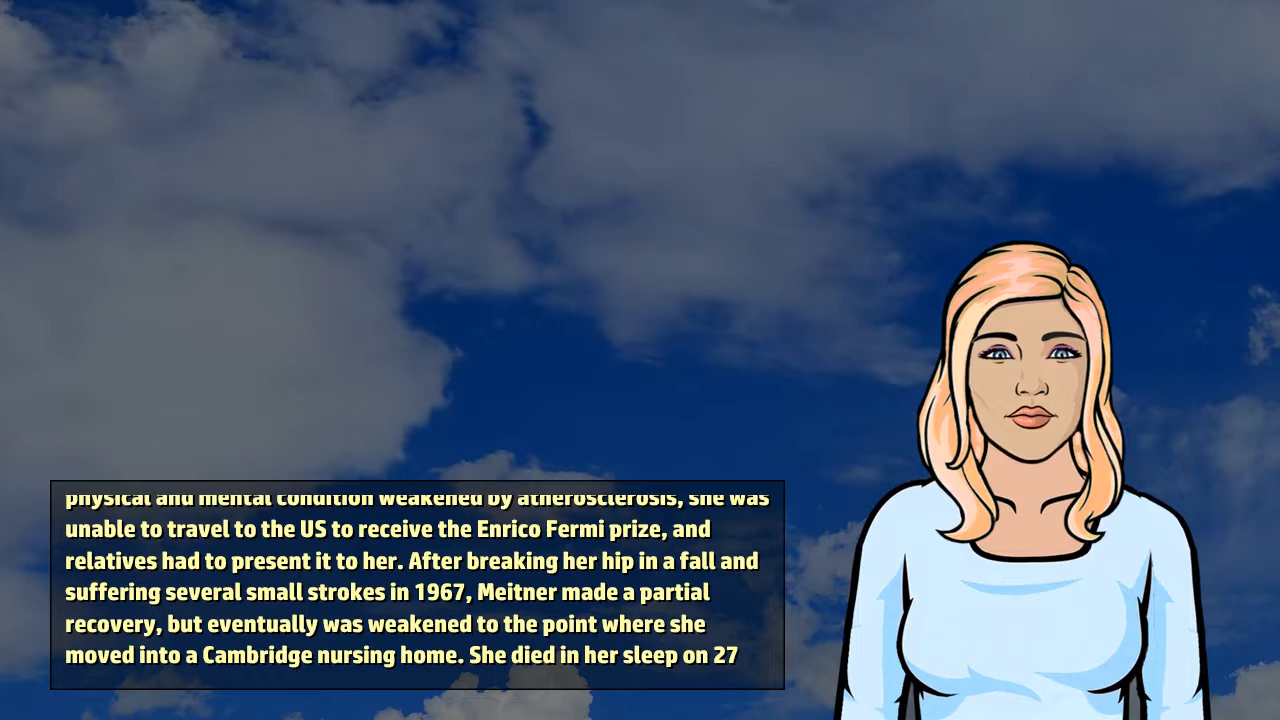 physical and mental condition weakened by atherosclerosis, she was
unable to travel to the US to receive the Enrico Fermi prize, and
relatives had to present it to her. After breaking her hip in a fall and
suffering several small strokes in 1967, Meitner made a partial
recovery, but eventually was weakened to the point where she
moved into a Cambridge nursing home. She died in her sleep on 27